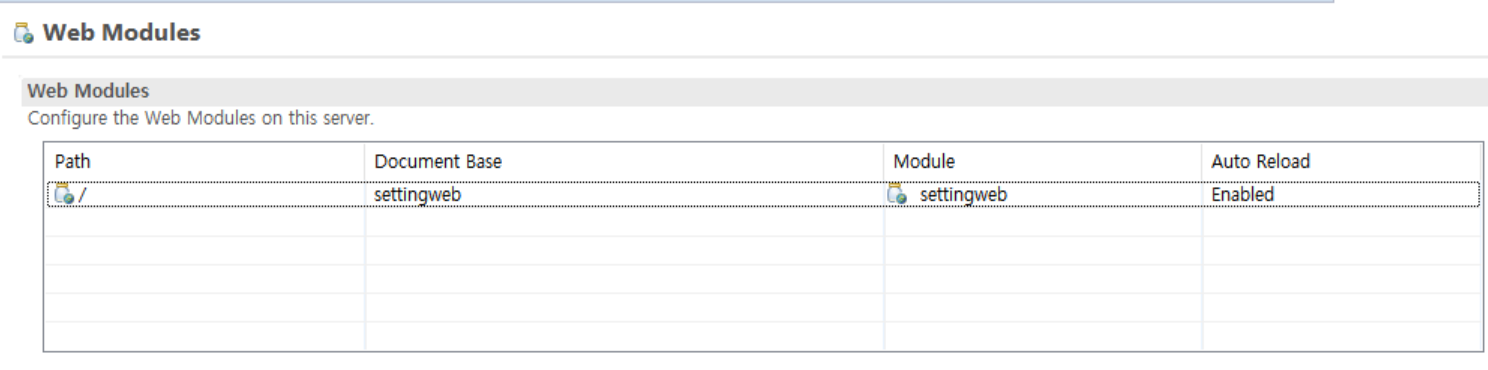 Web Modules
Web Modules
Configure the Web Modules on this server.
Path Document Base Module Auto Reload
/ settingweb settingweb Enabled